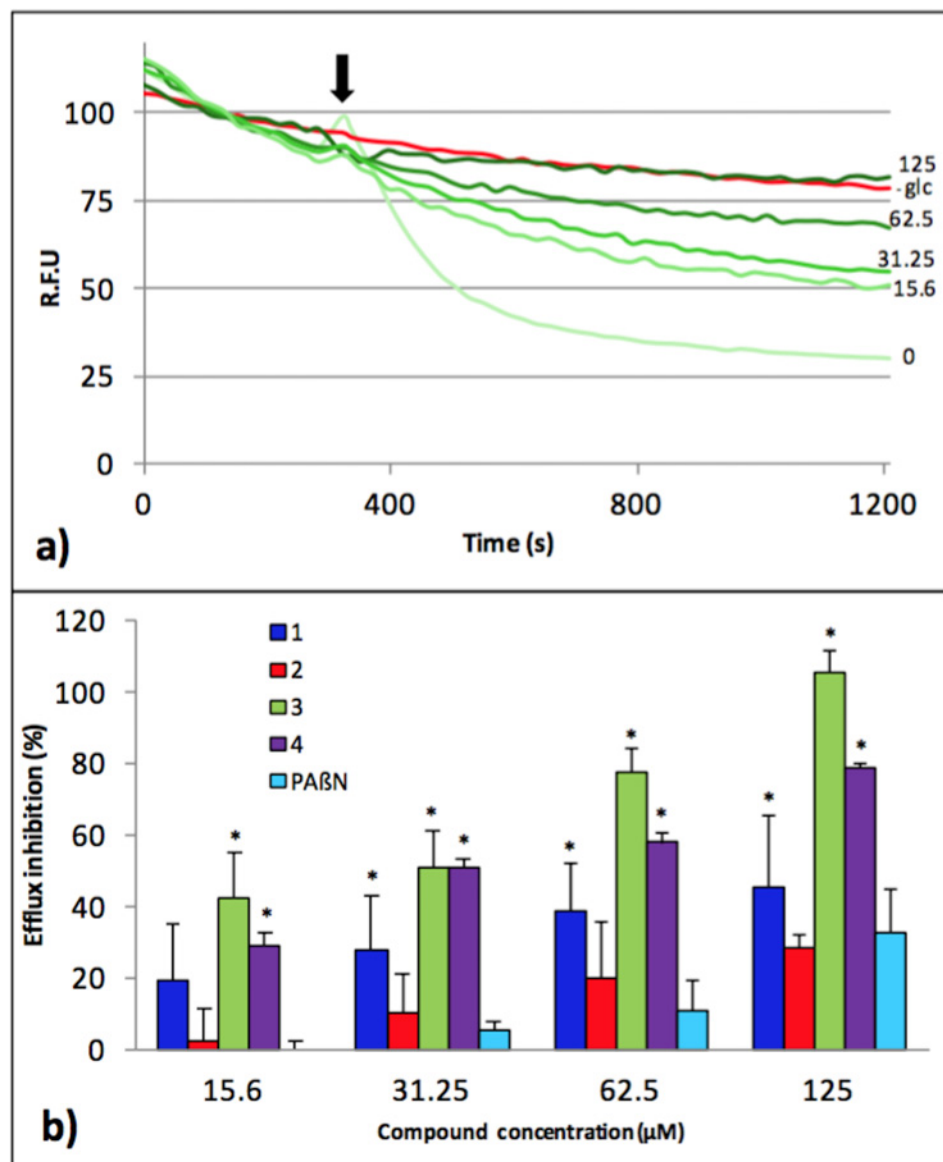 100
75
50
25
0
R.F.U
125
-glc
62.5
31.25
15.6
0
0 400 800 1200
Time (s)
a)
120
100
80
60
40
20
0
Efflux inhibition (%)
1
2
3
4
PAßN
* *
* * *
* * *
* * *
15.6 31.25 62.5 125
Compound concentration (µM)
b)